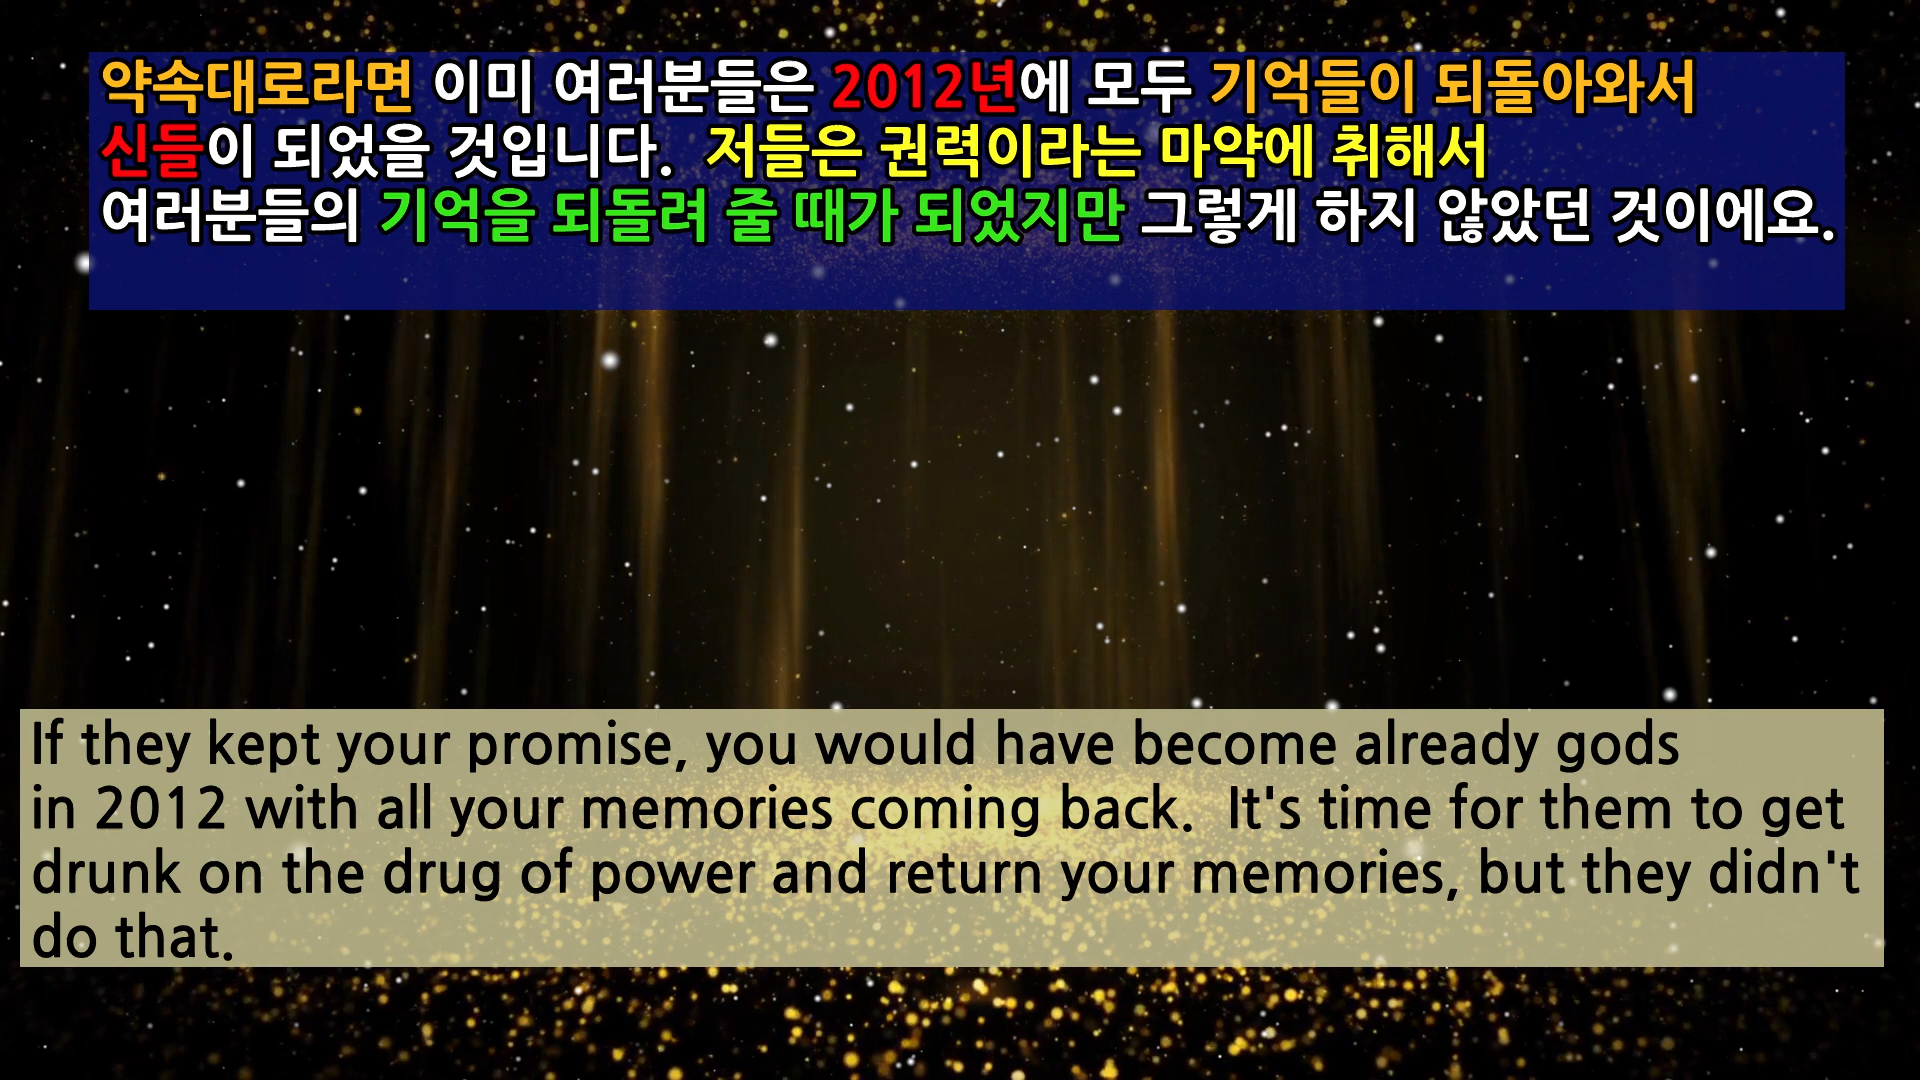 약속대로라면 이미 여러분들은 2012년에 모두 기억들이 되돌아와서
신들이 되었을 것입니다.  저들은 권력이라는 마약에 취해서
여러분들의 기억을 되돌려 줄 때가 되었지만 그렇게 하지 않았던 것이에요.
If they kept your promise, you would have become already gods
in 2012 with all your memories coming back.  It's time for them to get
drunk on the drug of power and return your memories, but they didn't
do that.